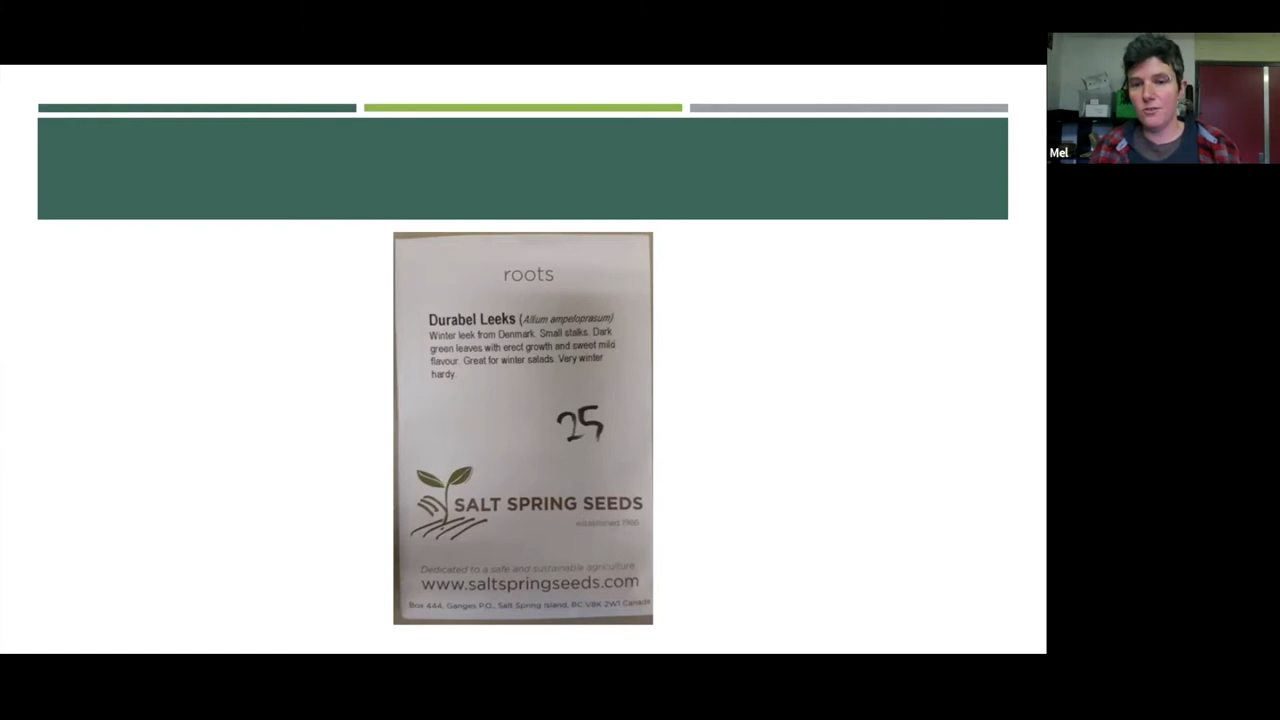 roots
Durabel Leeks (Allium ampeloprasum)
Winter leek from Denmark. Small stalks. Dark
green leaves with erect growth and sweet mild
flavour. Great for winter salads. Very winter
hardy.
25
SALT SPRING SEEDS
established 1986
Dedicated to a safe and sustainable agriculture
www.saltspringseeds.com
Box 444, Ganges P.O., Salt Spring Island, BC V8K 2W1 Canada
Mel